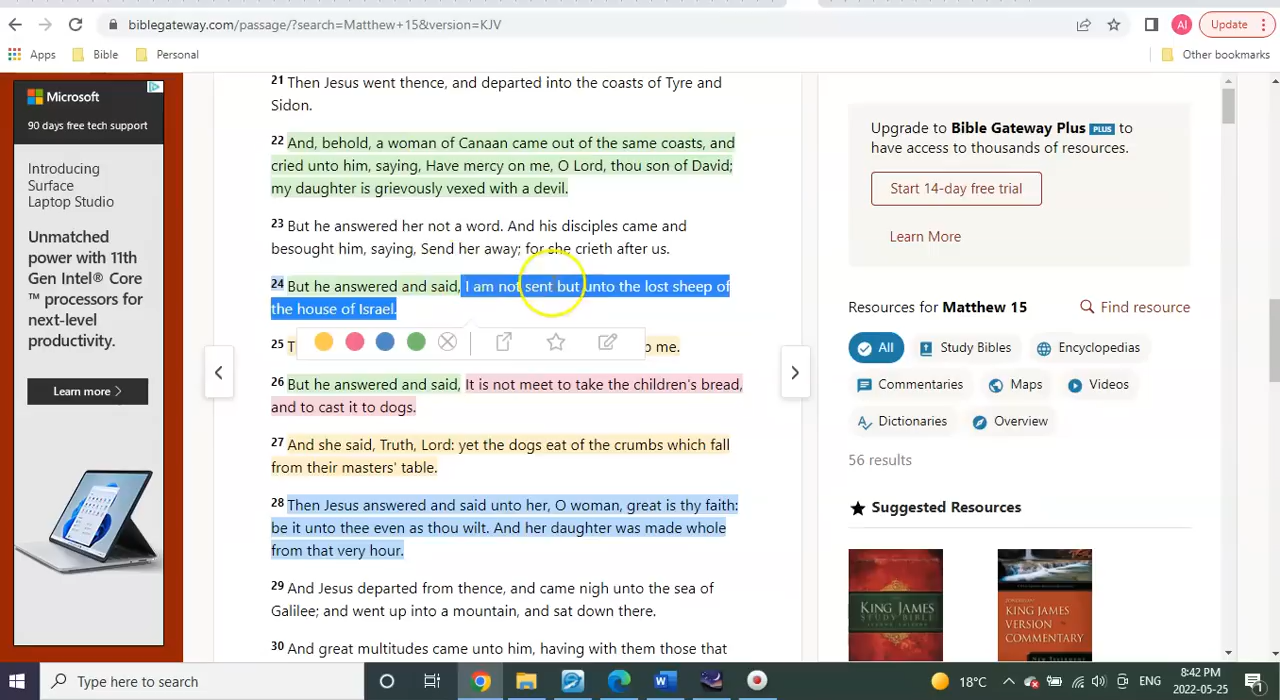 biblegateway.com/passage/?search=Matthew+15&version=KJV
AI
Update
Apps
Bible
Personal
Other bookmarks
Microsoft
90 days free tech support
Introducing
Surface
Laptop Studio
Unmatched
power with 11th
Gen Intel® Core
™ processors for
next-level
productivity.
Learn more
21 Then Jesus went thence, and departed into the coasts of Tyre and
Sidon.
22 And, behold, a woman of Canaan came out of the same coasts, and
cried unto him, saying, Have mercy on me, O Lord, thou son of David;
my daughter is grievously vexed with a devil.
23 But he answered her not a word. And his disciples came and
besought him, saying, Send her away; for she crieth after us.
24 But he answered and said, I am not sent but unto the lost sheep of
the house of Israel.
25 T
o me.
26 But he answered and said, It is not meet to take the children's bread,
and to cast it to dogs.
27 And she said, Truth, Lord: yet the dogs eat of the crumbs which fall
from their masters' table.
28 Then Jesus answered and said unto her, O woman, great is thy faith:
be it unto thee even as thou wilt. And her daughter was made whole
from that very hour.
29 And Jesus departed from thence, and came nigh unto the sea of
Galilee; and went up into a mountain, and sat down there.
30 And great multitudes came unto him, having with them those that
Upgrade to Bible Gateway Plus PLUS to
have access to thousands of resources.
Start 14-day free trial
Learn More
Resources for Matthew 15
Find resource
All
Study Bibles
Encyclopedias
Commentaries
Maps
Videos
Dictionaries
Overview
56 results
Suggested Resources
KING JAMES
STUDY BIBLE
KING JAMES
VERSION
COMMENTARY
Type here to search
18°C
ENG
8:42 PM
2022-05-25
1